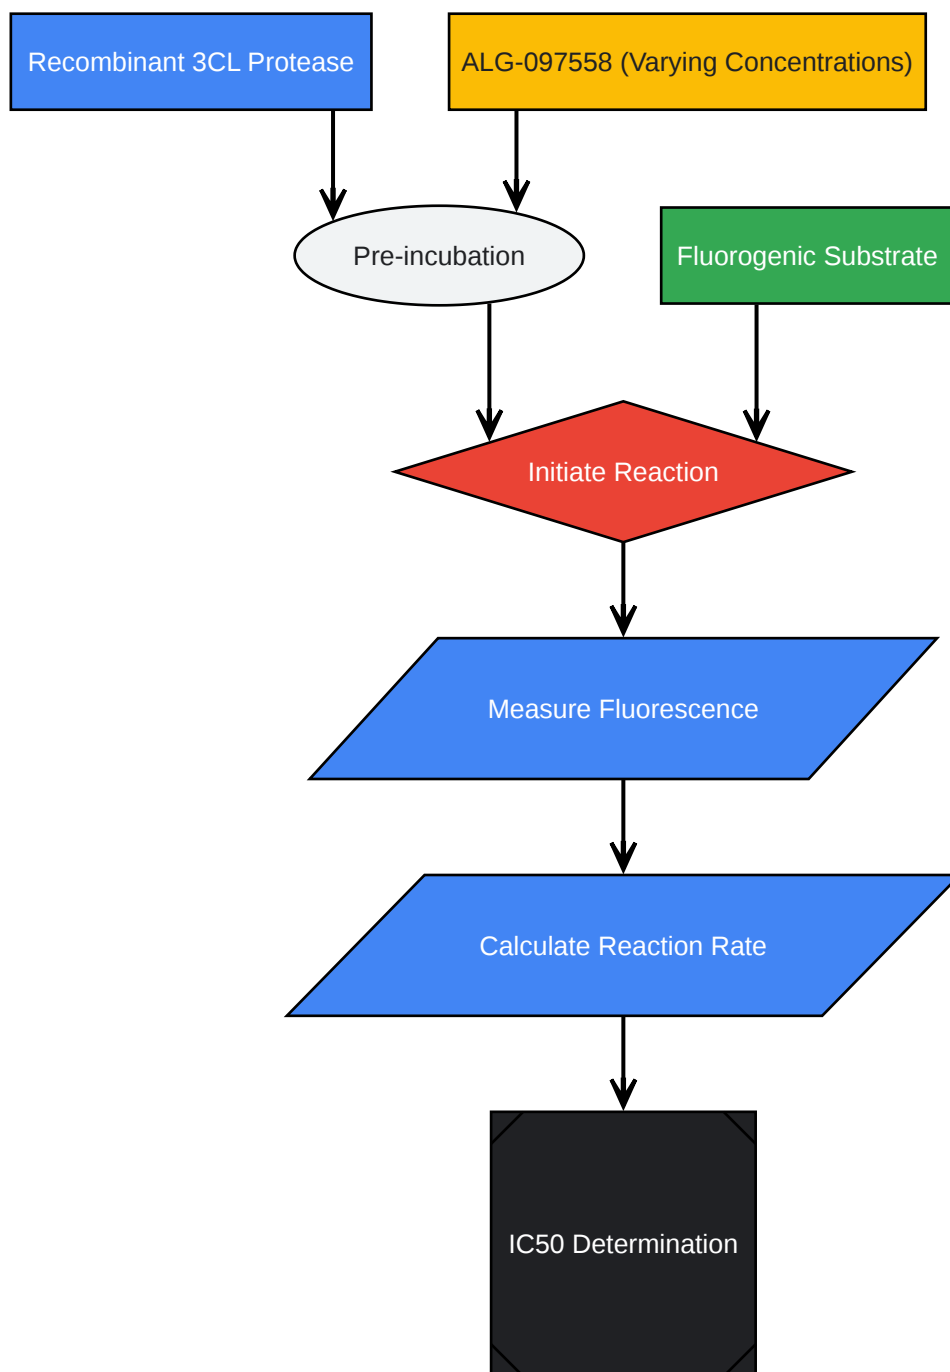 Recombinant 3CL Protease
ALG-097558 (Varying Concentrations)
Pre-incubation
Fluorogenic Substrate
Initiate Reaction
Measure Fluorescence
Calculate Reaction Rate
IC50 Determination